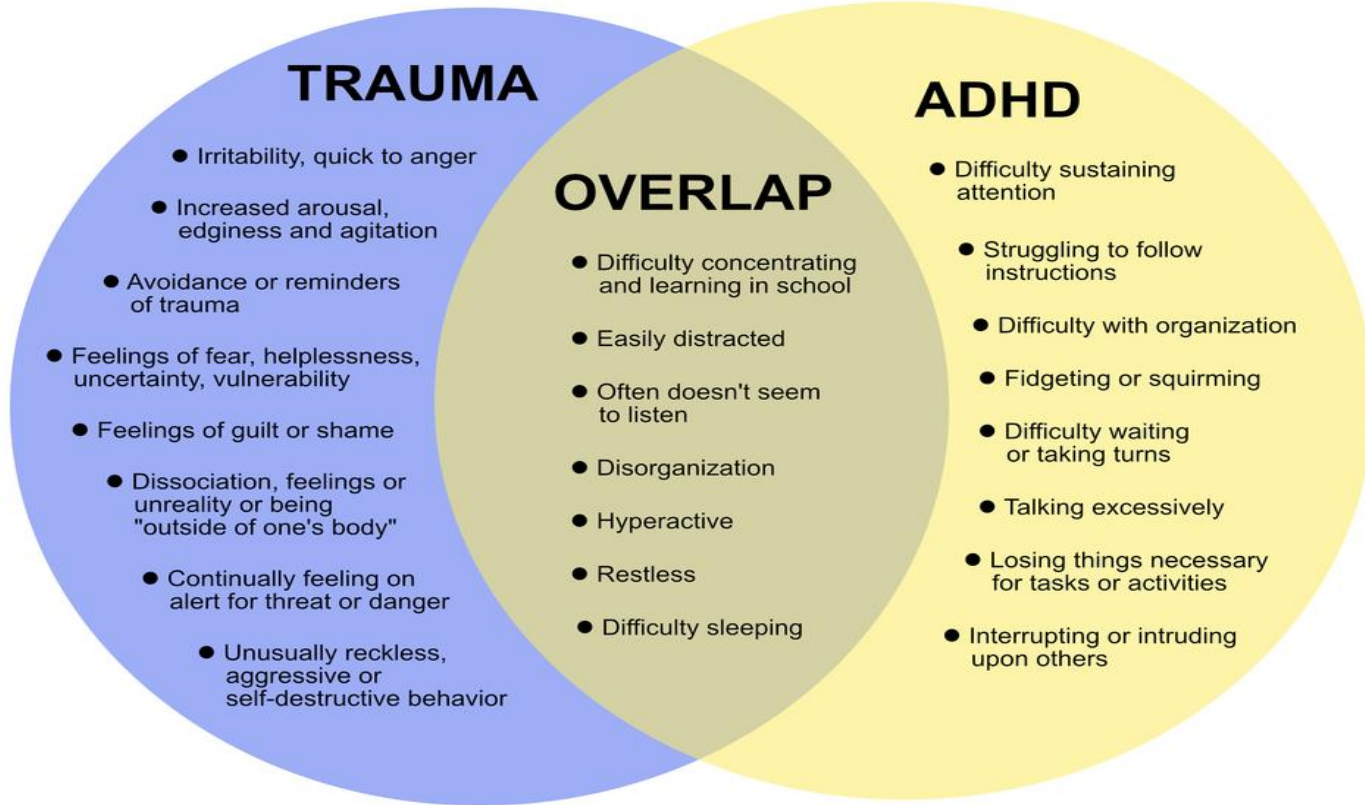 TRAUMA
● Irritability, quick to anger
● Increased arousal,
edginess and agitation
● Avoidance or reminders
of trauma
● Feelings of fear, helplessness,
uncertainty, vulnerability
● Feelings of guilt or shame
● Dissociation, feelings or
unreality or being
"outside of one's body"
● Continually feeling on
alert for threat or danger
● Unusually reckless,
aggressive or
self-destructive behavior
OVERLAP
● Difficulty concentrating
and learning in school
● Easily distracted
● Often doesn't seem
to listen
● Disorganization
● Hyperactive
● Restless
● Difficulty sleeping
ADHD
● Difficulty sustaining
attention
● Struggling to follow
instructions
● Difficulty with organization
● Fidgeting or squirming
● Difficulty waiting
or taking turns
● Talking excessively
● Losing things necessary
for tasks or activities
● Interrupting or intruding
upon others